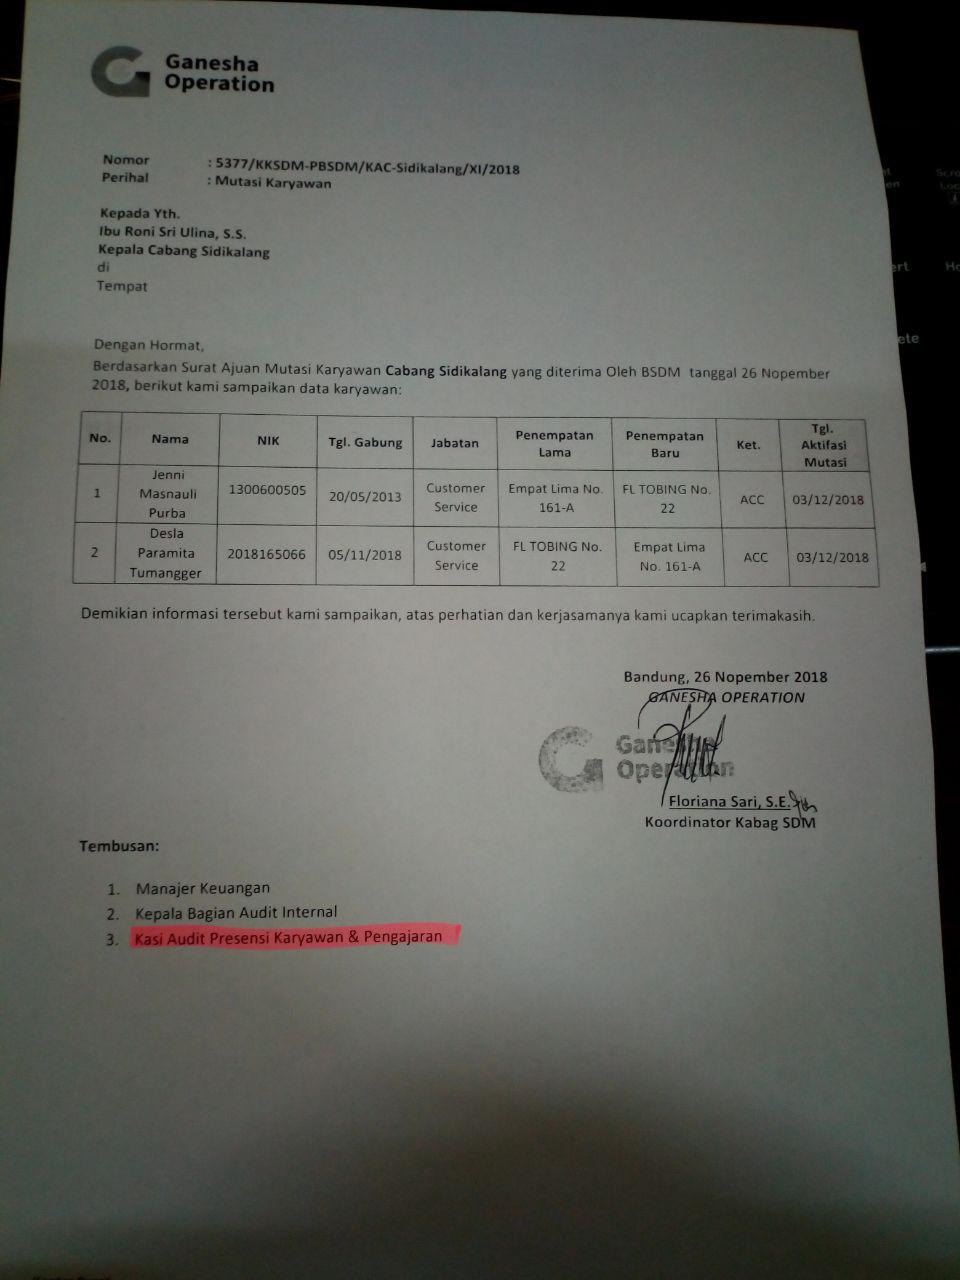 Ganesha
Operation
Nomor : 5377/KKSDM-PBSDM/KAC-Sidikalang/XI/2018
Perihal : Mutasi Karyawan
Kepada Yth.
Ibu Roni Sri Ulina, S.S.
Kepala Cabang Sidikalang
di
Tempat
Dengan Hormat,
Berdasarkan Surat Ajuan Mutasi Karyawan Cabang Sidikalang yang diterima Oleh BSDM tanggal 26 Nopember
2018, berikut kami sampaikan data karyawan:
No. Nama NIK Tgl. Gabung Jabatan Penempatan Lama Penempatan Baru Ket. Tgl. Aktifasi Mutasi
1 Jenni Masnauli Purba 1300600505 20/05/2013 Customer Service Empat Lima No. 161-A FL TOBING No. 22 ACC 03/12/2018
2 Desla Paramita Tumangger 2018165066 05/11/2018 Customer Service FL TOBING No. 22 Empat Lima No. 161-A ACC 03/12/2018
Demikian informasi tersebut kami sampaikan, atas perhatian dan kerjasamanya kami ucapkan terimakasih.
Bandung, 26 Nopember 2018
GANESHA OPERATION
Ganesha
Operation
Floriana Sari, S.E.
Koordinator Kabag SDM
Tembusan:
1. Manajer Keuangan
2. Kepala Bagian Audit Internal
3. Kasi Audit Presensi Karyawan & Pengajaran